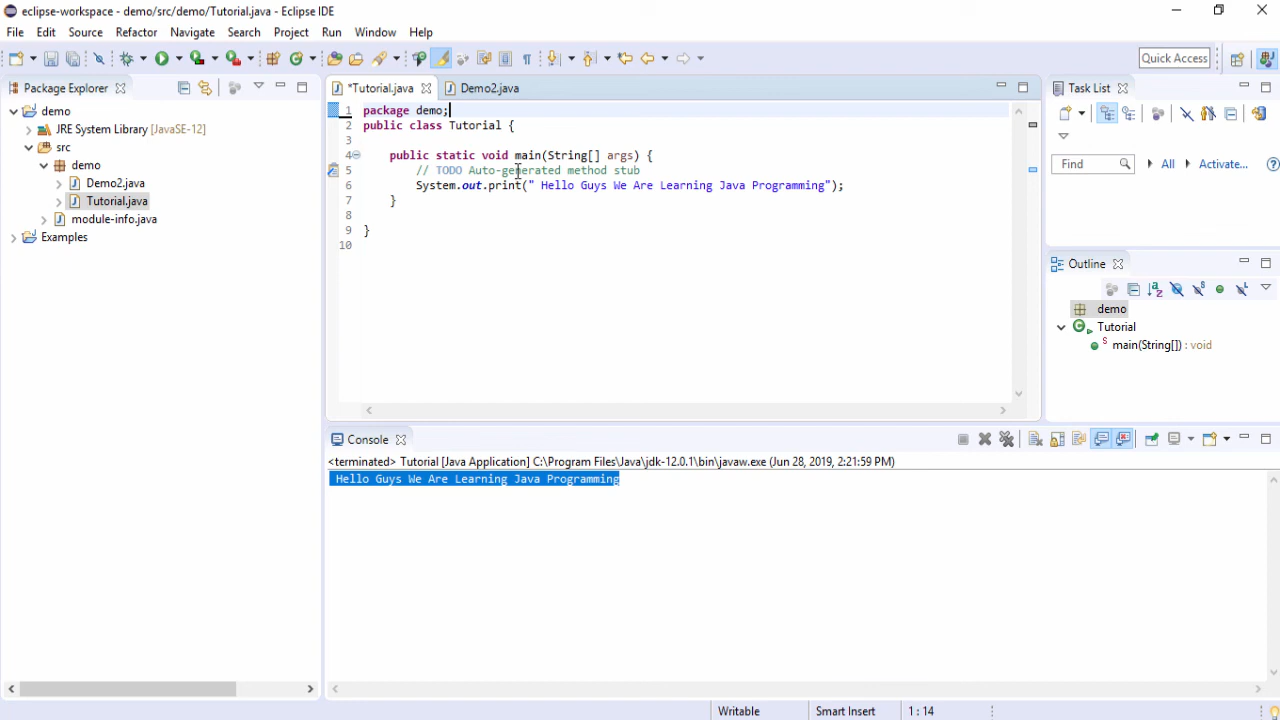 eclipse-workspace - demo/src/demo/Tutorial.java - Eclipse IDE
File Edit Source Refactor Navigate Search Project Run Window Help
Quick Access
Package Explorer
demo
JRE System Library [JavaSE-12]
src
demo
Demo2.java
Tutorial.java
module-info.java
Examples
*Tutorial.java Demo2.java
1 package demo;
2 public class Tutorial {
3
4 public static void main(String[] args) {
5 // TODO Auto-generated method stub
6 System.out.print(" Hello Guys We Are Learning Java Programming");
7 }
8
9 }
10
Task List
Find All Activate...
Outline
demo
Tutorial
main(String[]) : void
Console
<terminated> Tutorial [Java Application] C:\Program Files\Java\jdk-12.0.1\bin\javaw.exe (Jun 28, 2019, 2:21:59 PM)
Hello Guys We Are Learning Java Programming
Writable Smart Insert 1 : 14